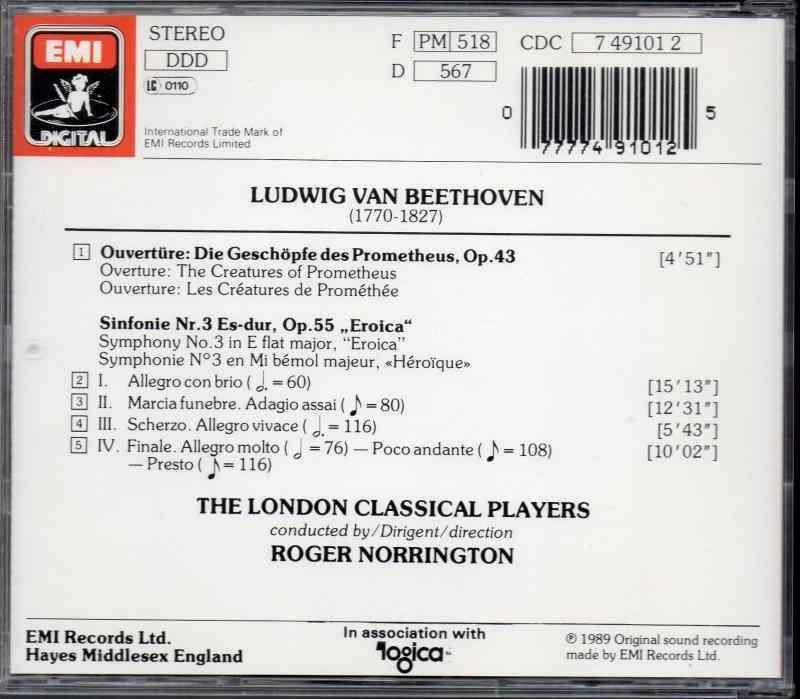 EMI
DIGITAL
STEREO
DDD
LC 0110
International Trade Mark of
EMI Records Limited
F PM 518 CDC 7 49101 2
D 567
0 77774 91012 5
LUDWIG VAN BEETHOVEN
(1770-1827)
1 Ouvertüre: Die Geschöpfe des Prometheus, Op.43 [4'51"]
Overture: The Creatures of Prometheus
Ouverture: Les Créatures de Prométhée
Sinfonie Nr.3 Es-dur, Op.55 „Eroica“
Symphony No.3 in E flat major, “Eroica”
Symphonie N°3 en Mi bémol majeur, «Héroïque»
2 I. Allegro con brio (𝅗𝅥. = 60) [15'13"]
3 II. Marcia funebre. Adagio assai (♪ = 80) [12'31"]
4 III. Scherzo. Allegro vivace (𝅗𝅥. = 116) [5'43"]
5 IV. Finale. Allegro molto (𝅗𝅥 = 76) — Poco andante (♪ = 108) [10'02"]
— Presto (♪ = 116)
THE LONDON CLASSICAL PLAYERS
conducted by/Dirigent/direction
ROGER NORRINGTON
EMI Records Ltd.
Hayes Middlesex England
In association with
logica
℗ 1989 Original sound recording
made by EMI Records Ltd.